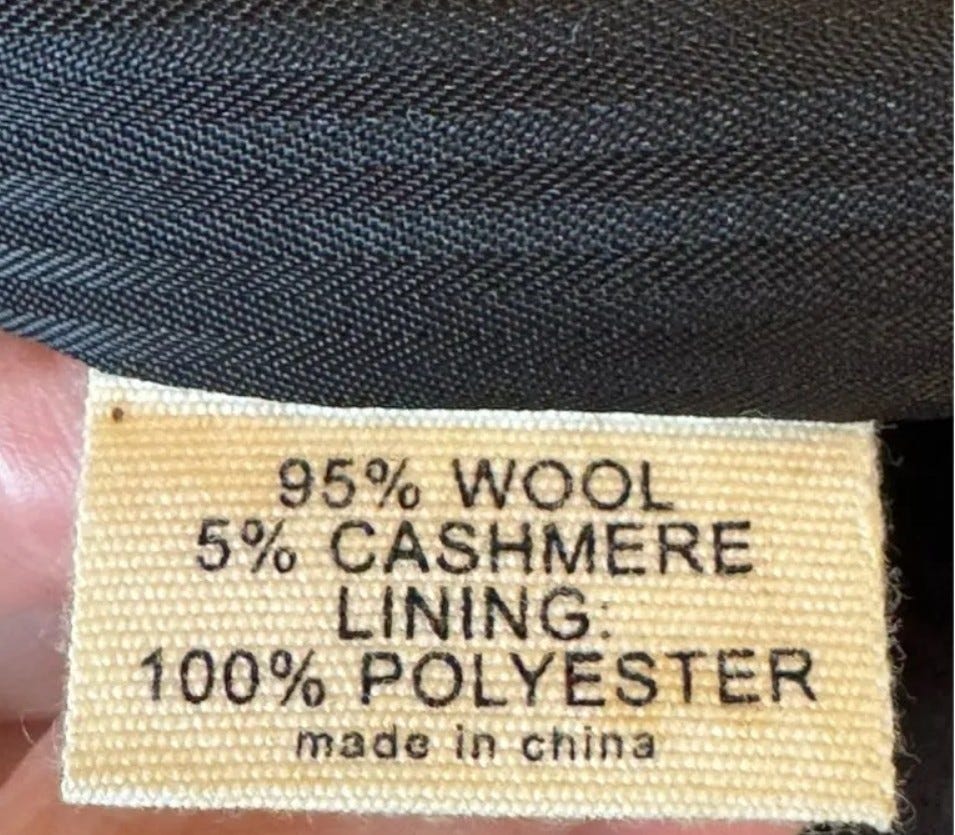 95% WOOL
5% CASHMERE
LINING:
100% POLYESTER
made in china